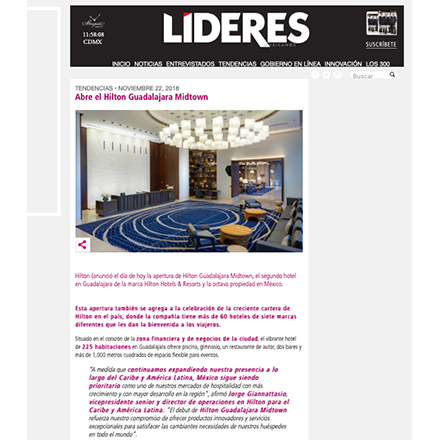 LÍDERES
MEXICANOS
11:58:08
CDMX
SUSCRÍBETE
INICIO NOTICIAS ENTREVISTADOS TENDENCIAS GOBIERNO EN LÍNEA INNOVACIÓN LOS 300
Buscar
TENDENCIAS • NOVIEMBRE 22, 2018
Abre el Hilton Guadalajara Midtown
Hilton (anunció el día de hoy la apertura de Hilton Guadalajara Midtown, el segundo hotel
en Guadalajara de la marca Hilton Hotels & Resorts y la octava propiedad en México.
Esta apertura también se agrega a la celebración de la creciente cartera de
Hilton en el país, donde la compañía tiene más de 60 hoteles de siete marcas
diferentes que les dan la bienvenida a los viajeros.
Situado en el corazón de la zona financiera y de negocios de la ciudad, el vibrante hotel
de 225 habitaciones en Guadalajara ofrece piscina, gimnasio, un restaurante de autor, dos bares y
más de 1,000 metros cuadrados de espacio flexible para eventos.
"A medida que continuamos expandiendo nuestra presencia a lo
largo del Caribe y América Latina, México sigue siendo
prioritario como uno de nuestros mercados de hospitalidad con más
crecimiento y con mayor desarrollo en la región", afirmó Jorge Giannattasio,
vicepresidente senior y director de operaciones en Hilton para el
Caribe y América Latina. "El debut de Hilton Guadalajara Midtown
refuerza nuestro compromiso de ofrecer productos innovadores y servicios
excepcionales para satisfacer las cambiantes necesidades de nuestros huéspedes
en todo el mundo".